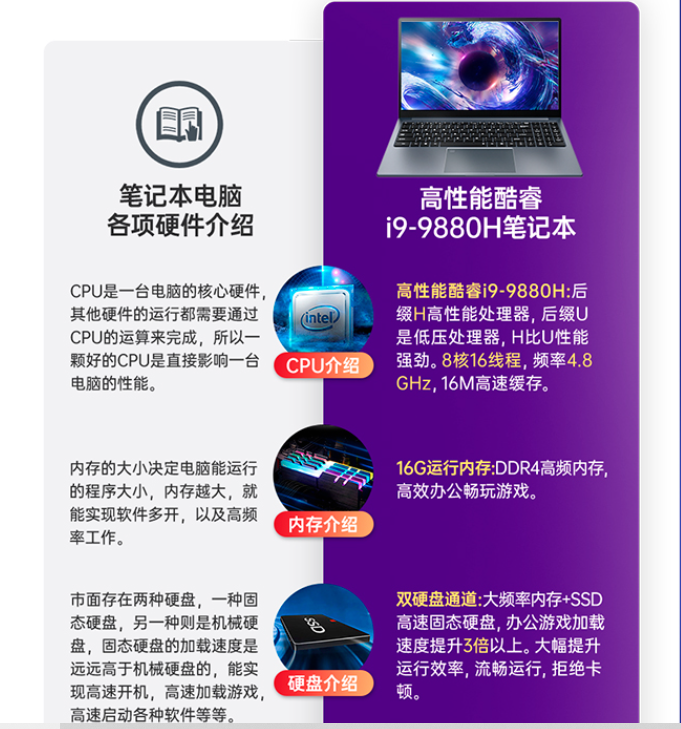 笔记本电脑
各项硬件介绍
高性能酷睿
i9-9880H笔记本
CPU是一台电脑的核心硬件,
其他硬件的运行都需要通过
CPU的运算来完成，所以一
颗好的CPU是直接影响一台
电脑的性能。
intel
CPU介绍
高性能酷睿i9-9880H:后
缀H高性能处理器, 后缀U
是低压处理器, H比U性能
强劲。8核16线程, 频率4.8
GHz, 16M高速缓存。
内存的大小决定电脑能运行
的程序大小，内存越大，就
能实现软件多开，以及高频
率工作。
内存介绍
16G运行内存:DDR4高频内存,
高效办公畅玩游戏。
市面存在两种硬盘，一种固
态硬盘，另一种则是机械硬
盘，固态硬盘的加载速度是
远远高于机械硬盘的，能实
现高速开机，高速加载游戏,
高速启动各种软件等等。
SSD
硬盘介绍
双硬盘通道:大频率内存+SSD
高速固态硬盘, 办公游戏加载
速度提升3倍以上。大幅提升
运行效率, 流畅运行, 拒绝卡
顿。